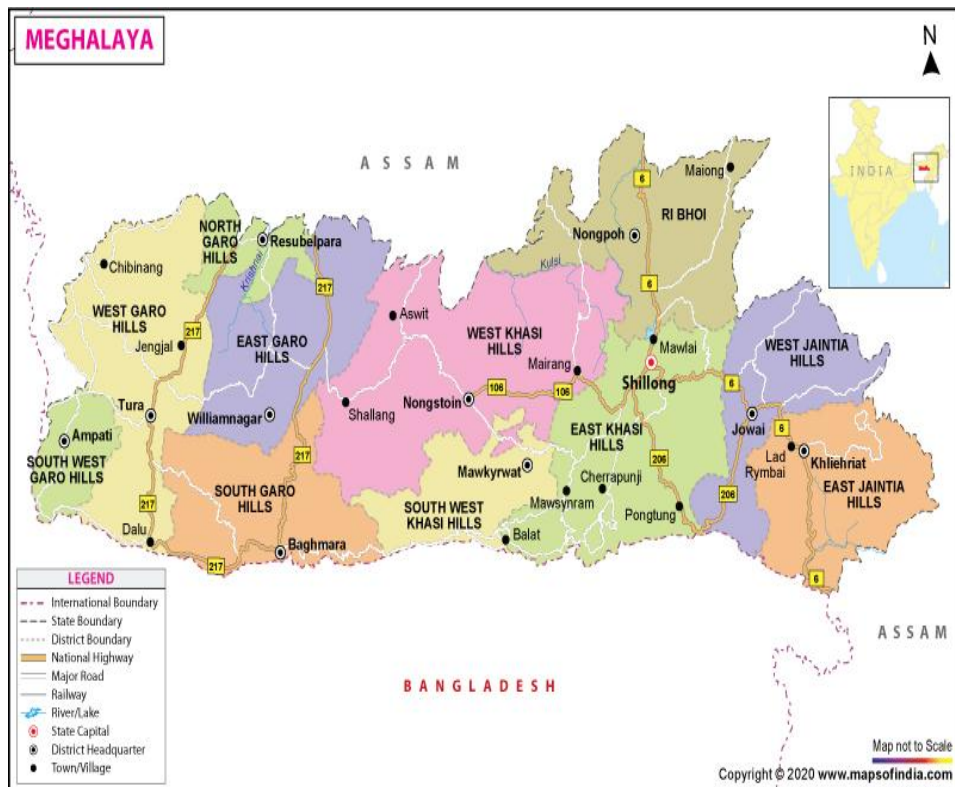 MEGHALAYA
N
INDIA
ASSAM
Maiong
RI BHOI
NORTH
GARO
HILLS
Resubelpara
Nongpoh
6
Chibinang
Krishnai
Kulsi
217
6
WEST GARO
HILLS
Aswit
217
EAST GARO
HILLS
WEST KHASI
HILLS
Jengjal
Mawlai
WEST JAINTIA
HILLS
Mairang
Shillong
106
106
6
Shallang
Nongstoin
Tura
Williamnagar
Jowai
EAST KHASI
HILLS
6
Ampati
SOUTH WEST
GARO HILLS
217
Lad
Rymbai
Khliehriat
206
Mawkyrwat
Cherrapunji
SOUTH GARO
HILLS
SOUTH WEST
KHASI HILLS
Mawsynram
EAST JAINTIA
HILLS
206
217
Pongtung
Dalu
Balat
Baghmara
217
6
LEGEND
International Boundary
State Boundary
District Boundary
National Highway
Major Road
Railway
River/Lake
State Capital
District Headquarter
Town/Village
ASSAM
BANGLADESH
Map not to Scale
Copyright © 2020 www.mapsofindia.com